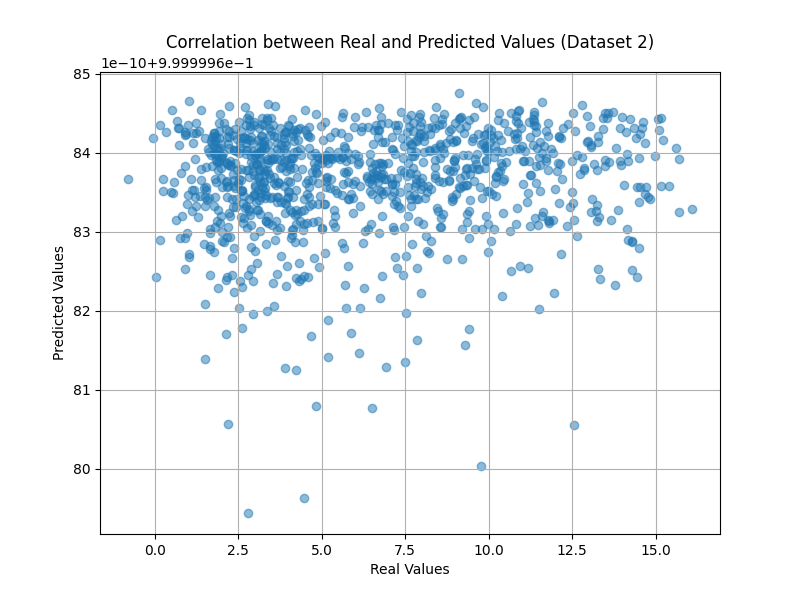 Correlation between Real and Predicted Values (Dataset 2)
1e−10+9.999996e−1
85
84
83
82
81
80
Predicted Values
0.0 2.5 5.0 7.5 10.0 12.5 15.0
Real Values